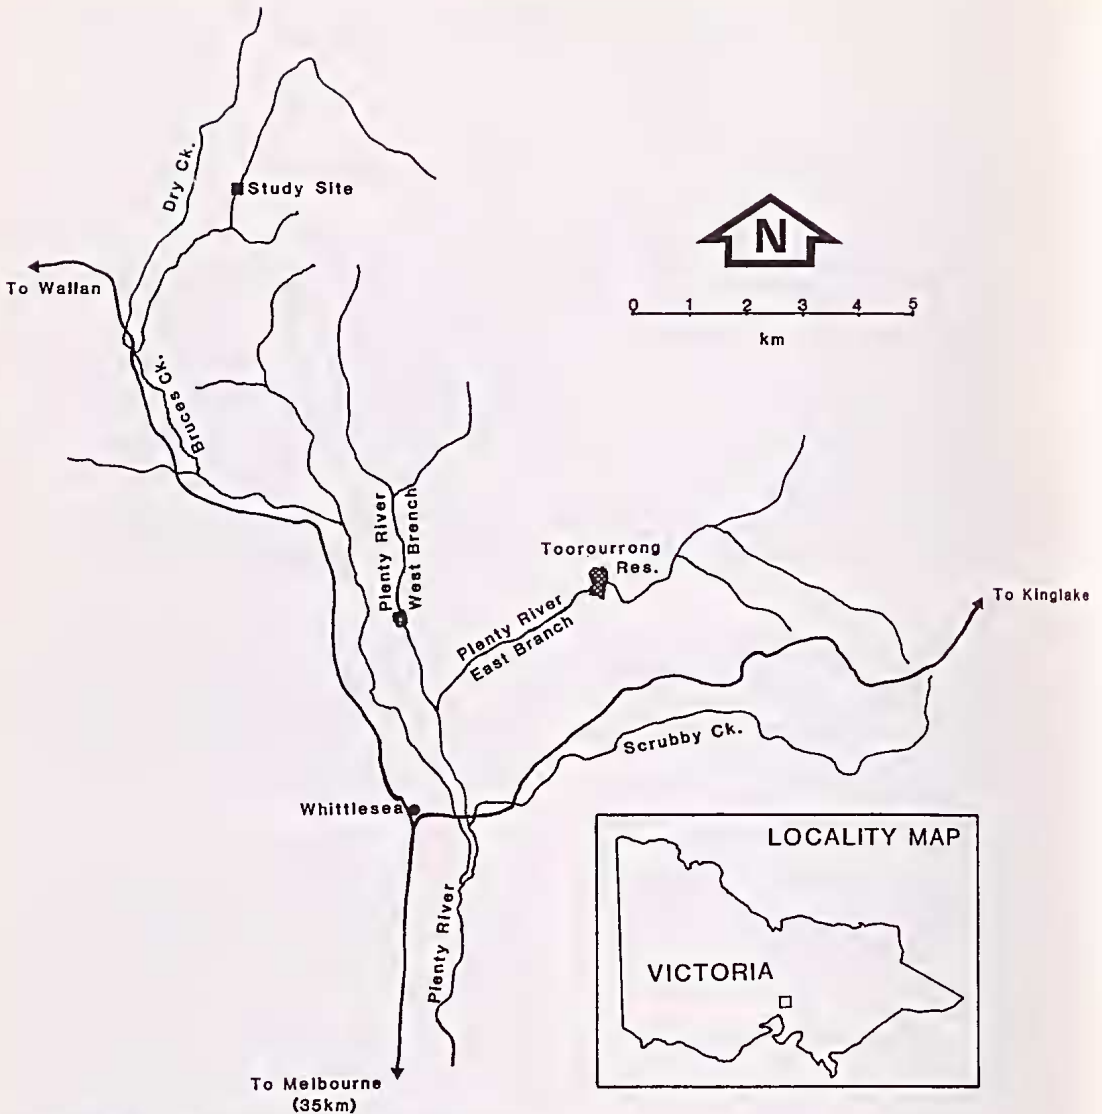 Dry Ck.
Study Site
N
To Wallan
0 1 2 3 4 5
km
Bruces Ck.
Plenty River
West Branch
Toorourrong
Res.
To Kinglake
Plenty River
East Branch
Scrubby Ck.
Whittlesea
LOCALITY MAP
Plenty River
VICTORIA
To Melbourne
(35km)